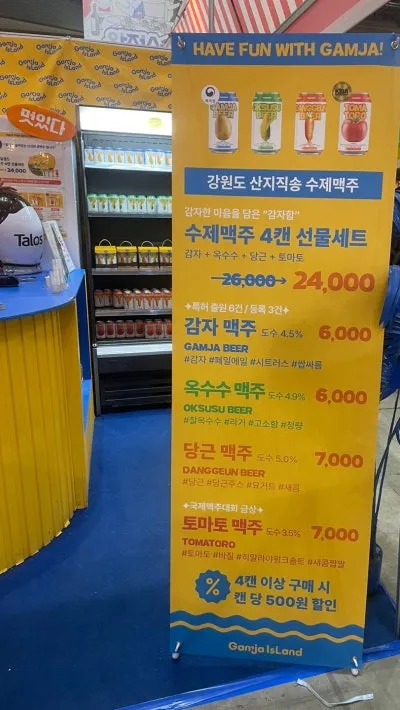 HAVE FUN WITH GAMJA!
강원도 산지직송 수제맥주
감자한 마음을 담은 "감자함"
수제맥주 4캔 선물세트
감자 + 옥수수 + 당근 + 토마토
26,000 → 24,000
✦특허 출원 6건 / 등록 3건✦
감자 맥주 도수 4.5% 6,000
GAMJA BEER
#감자 #페일에일 #시트러스 #쌉싸름
옥수수 맥주 도수 4.9% 6,000
OKSUSU BEER
#찰옥수수 #라거 #고소함 #청량
당근 맥주 도수 5.0% 7,000
DANGGEUN BEER
#당근 #당근주스 #요거트 #새콤
✦국제맥주대회 금상✦
토마토 맥주 도수 3.5% 7,000
TOMATORO
#토마토 #바질 #히말라야핑크솔트 #새콤짭짤
% 4캔 이상 구매 시
캔 당 500원 할인
Gamja IsLand
맛있다
24,000
Talos